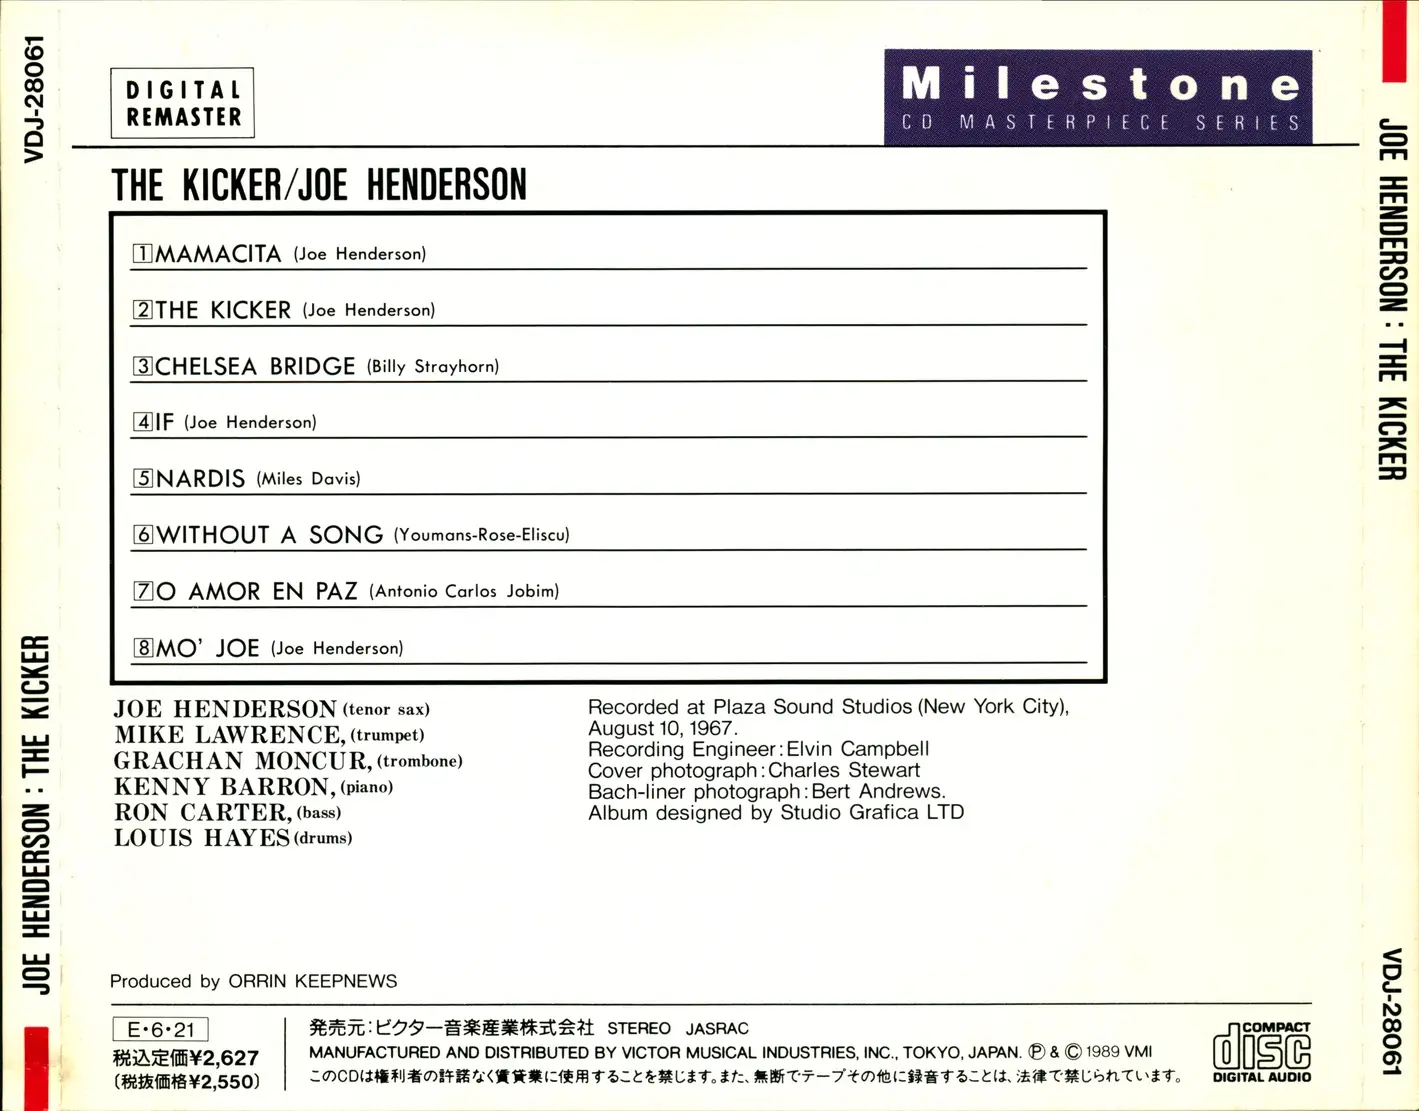 VDJ-28061
DIGITAL
REMASTER
Milestone
CD MASTERPIECE SERIES
THE KICKER/JOE HENDERSON
1 MAMACITA (Joe Henderson)
2 THE KICKER (Joe Henderson)
3 CHELSEA BRIDGE (Billy Strayhorn)
4 IF (Joe Henderson)
5 NARDIS (Miles Davis)
6 WITHOUT A SONG (Youmans-Rose-Eliscu)
7 O AMOR EN PAZ (Antonio Carlos Jobim)
8 MO' JOE (Joe Henderson)
JOE HENDERSON (tenor sax)
MIKE LAWRENCE, (trumpet)
GRACHAN MONCUR, (trombone)
KENNY BARRON, (piano)
RON CARTER, (bass)
LOUIS HAYES (drums)
Recorded at Plaza Sound Studios (New York City),
August 10, 1967.
Recording Engineer: Elvin Campbell
Cover photograph: Charles Stewart
Bach-liner photograph: Bert Andrews.
Album designed by Studio Grafica LTD
Produced by ORRIN KEEPNEWS
E・6・21
税込定価¥2,627
(税抜価格¥2,550)
発売元:ビクター音楽産業株式会社 STEREO JASRAC
MANUFACTURED AND DISTRIBUTED BY VICTOR MUSICAL INDUSTRIES, INC., TOKYO, JAPAN. Ⓟ & Ⓒ 1989 VMI
このCDは権利者の許諾なく賃貸業に使用することを禁じます。また、無断でテープその他に録音することは、法律で禁じられています。
COMPACT
disc
DIGITAL AUDIO
JOE HENDERSON : THE KICKER
JOE HENDERSON : THE KICKER
VDJ-28061